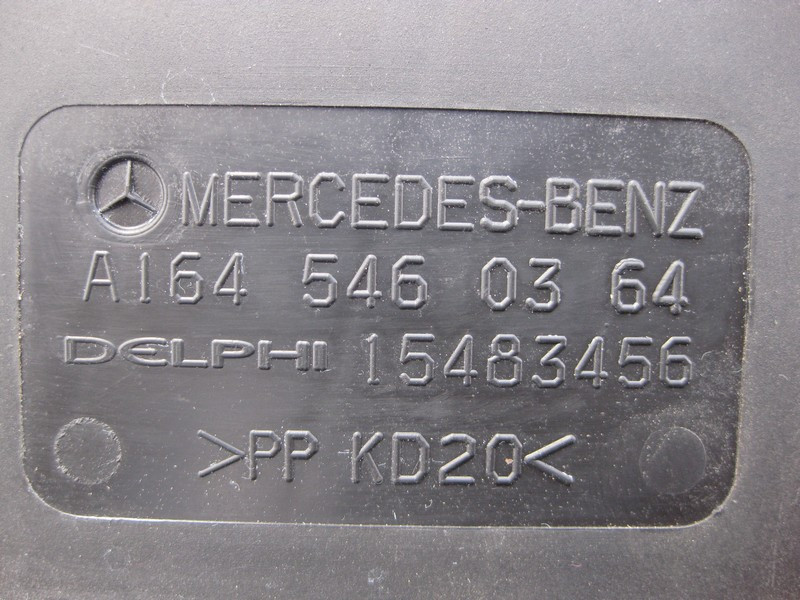 MERCEDES-BENZ
A164 546 03 64
DELPHI 15483456
>PP KD20<